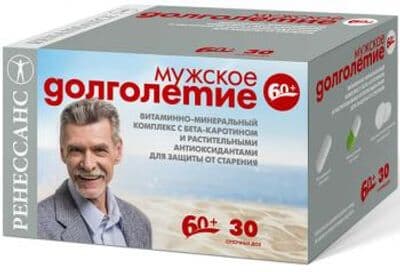 РЕНЕССАНС
МУЖСКОЕ
ДОЛГОЛЕТИЕ 60+
ВИТАМИННО-МИНЕРАЛЬНЫЙ
КОМПЛЕКС С БЕТА-КАРОТИНОМ
И РАСТИТЕЛЬНЫМИ
АНТИОКСИДАНТАМИ
ДЛЯ ЗАЩИТЫ ОТ СТАРЕНИЯ
60+ 30
СУТОЧНЫХ ДОЗ
60+ 30